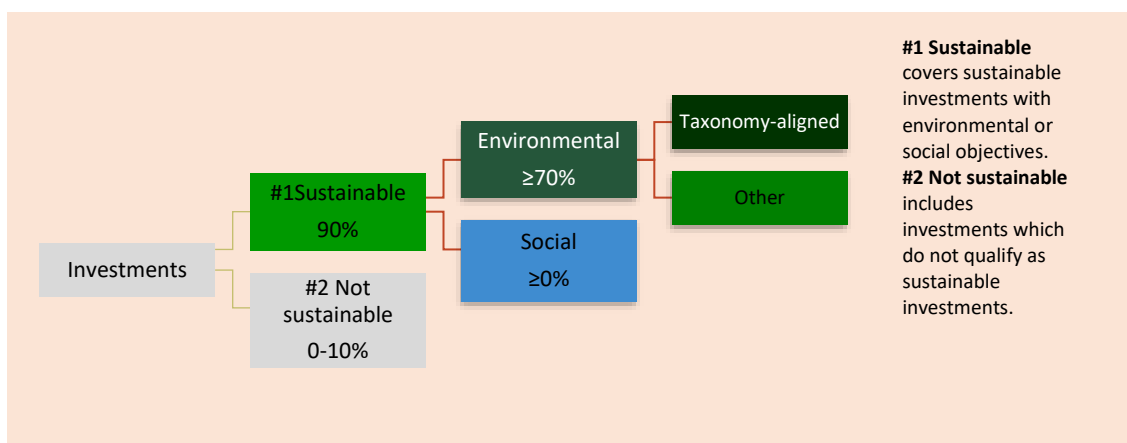 Investments
#1Sustainable
90%
#2 Not
sustainable
0-10%
Environmental
≥70%
Social
≥0%
Taxonomy-aligned
Other
#1 Sustainable
covers sustainable
investments with
environmental or
social objectives.
#2 Not sustainable
includes
investments which
do not qualify as
sustainable
investments.